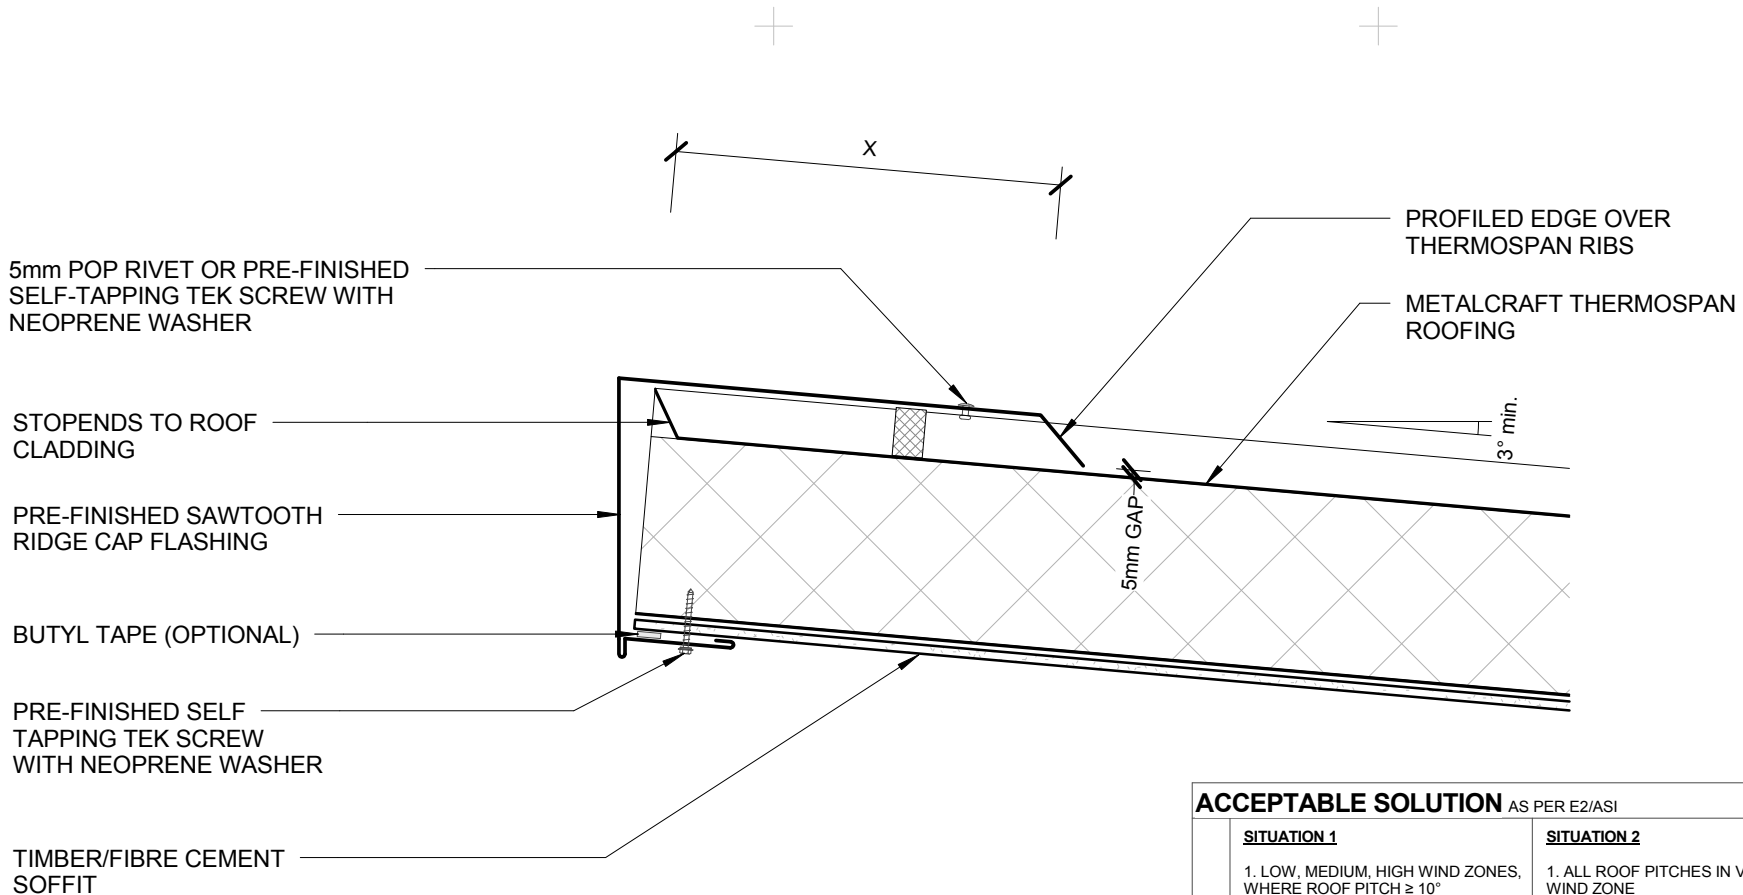 X
PROFILED EDGE OVER
THERMOSPAN RIBS
5mm POP RIVET OR PRE-FINISHED
SELF-TAPPING TEK SCREW WITH
NEOPRENE WASHER
METALCRAFT THERMOSPAN
ROOFING
STOPENDS TO ROOF
CLADDING
3° min.
PRE-FINISHED SAWTOOTH
RIDGE CAP FLASHING
5mm GAP
BUTYL TAPE (OPTIONAL)
PRE-FINISHED SELF
TAPPING TEK SCREW
WITH NEOPRENE WASHER
TIMBER/FIBRE CEMENT
SOFFIT
ACCEPTABLE SOLUTION AS PER E2/ASI
SITUATION 1
1. LOW, MEDIUM, HIGH WIND ZONES,
WHERE ROOF PITCH ≥ 10°
SITUATION 2
1. ALL ROOF PITCHES IN V
WIND ZONE